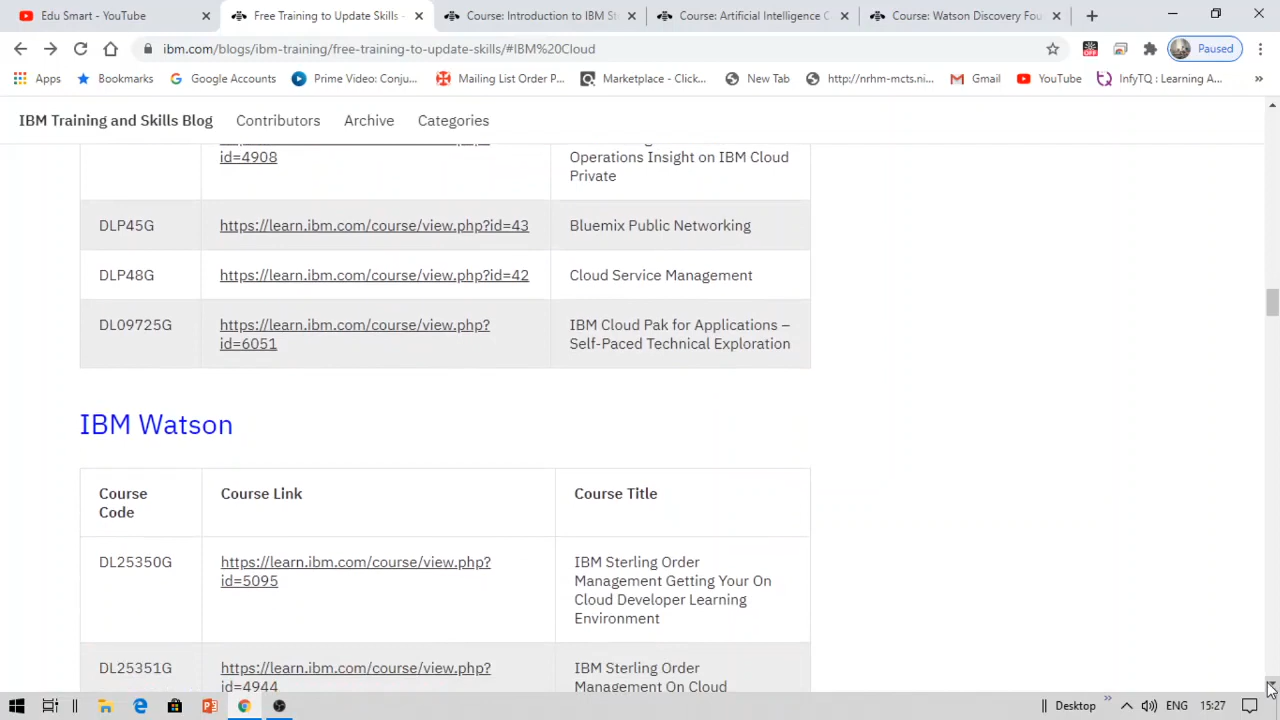 Edu Smart - YouTube
Free Training to Update Skills -
Course: Introduction to IBM St
Course: Artificial Intelligence C
Course: Watson Discovery Fou
ibm.com/blogs/ibm-training/free-training-to-update-skills/#IBM%20Cloud
OFF
Paused
Apps
Bookmarks
Google Accounts
Prime Video: Conju...
Mailing List Order P...
Marketplace - Click...
New Tab
http://nrhm-mcts.ni...
Gmail
YouTube
InfyTQ : Learning A...
»
IBM Training and Skills Blog
Contributors
Archive
Categories
id=4908
Operations Insight on IBM Cloud
Private
DLP45G
https://learn.ibm.com/course/view.php?id=43
Bluemix Public Networking
DLP48G
https://learn.ibm.com/course/view.php?id=42
Cloud Service Management
DL09725G
https://learn.ibm.com/course/view.php?
id=6051
IBM Cloud Pak for Applications –
Self-Paced Technical Exploration
IBM Watson
Course
Code
Course Link
Course Title
DL25350G
https://learn.ibm.com/course/view.php?
id=5095
IBM Sterling Order
Management Getting Your On
Cloud Developer Learning
Environment
DL25351G
https://learn.ibm.com/course/view.php?
id=4944
IBM Sterling Order
Management On Cloud
Desktop
»
ENG
15:27